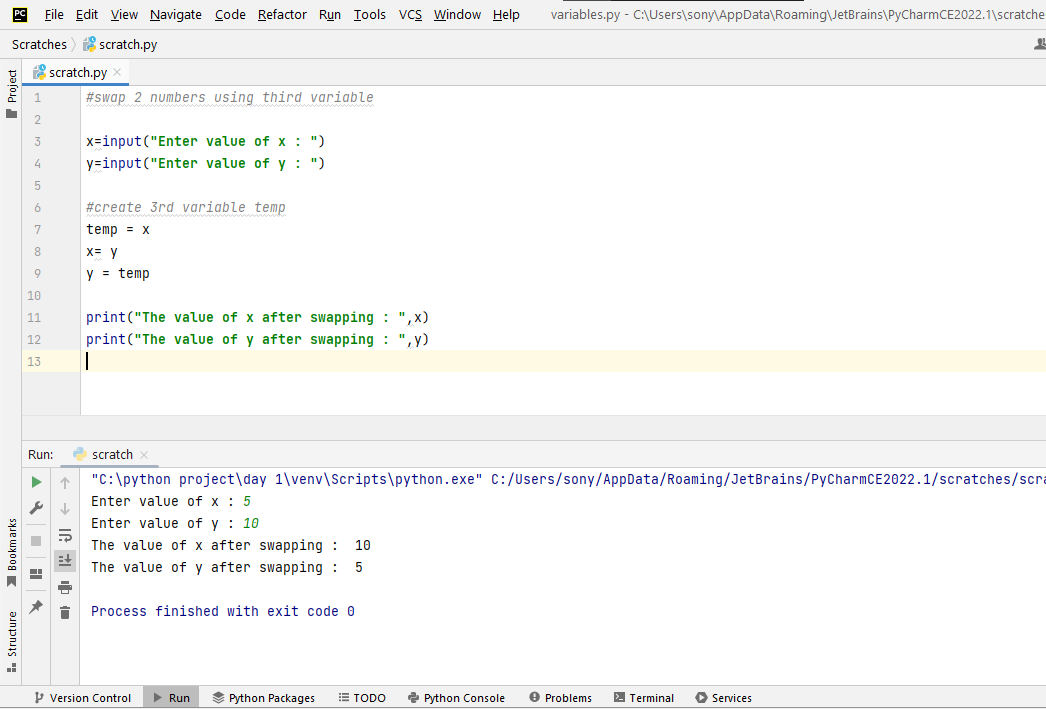 PC File Edit View Navigate Code Refactor Run Tools VCS Window Help variables.py - C:\Users\sony\AppData\Roaming\JetBrains\PyCharmCE2022.1\scratche
Scratches scratch.py
Project
scratch.py
1 #swap 2 numbers using third variable
2
3 x=input("Enter value of x : ")
4 y=input("Enter value of y : ")
5
6 #create 3rd variable temp
7 temp = x
8 x= y
9 y = temp
10
11 print("The value of x after swapping : ",x)
12 print("The value of y after swapping : ",y)
13
Run: scratch
"C:\python project\day 1\venv\Scripts\python.exe" C:/Users/sony/AppData/Roaming/JetBrains/PyCharmCE2022.1/scratches/scra
Enter value of x : 5
Enter value of y : 10
The value of x after swapping :  10
The value of y after swapping :  5
Process finished with exit code 0
Bookmarks
Structure
Version Control Run Python Packages TODO Python Console Problems Terminal Services